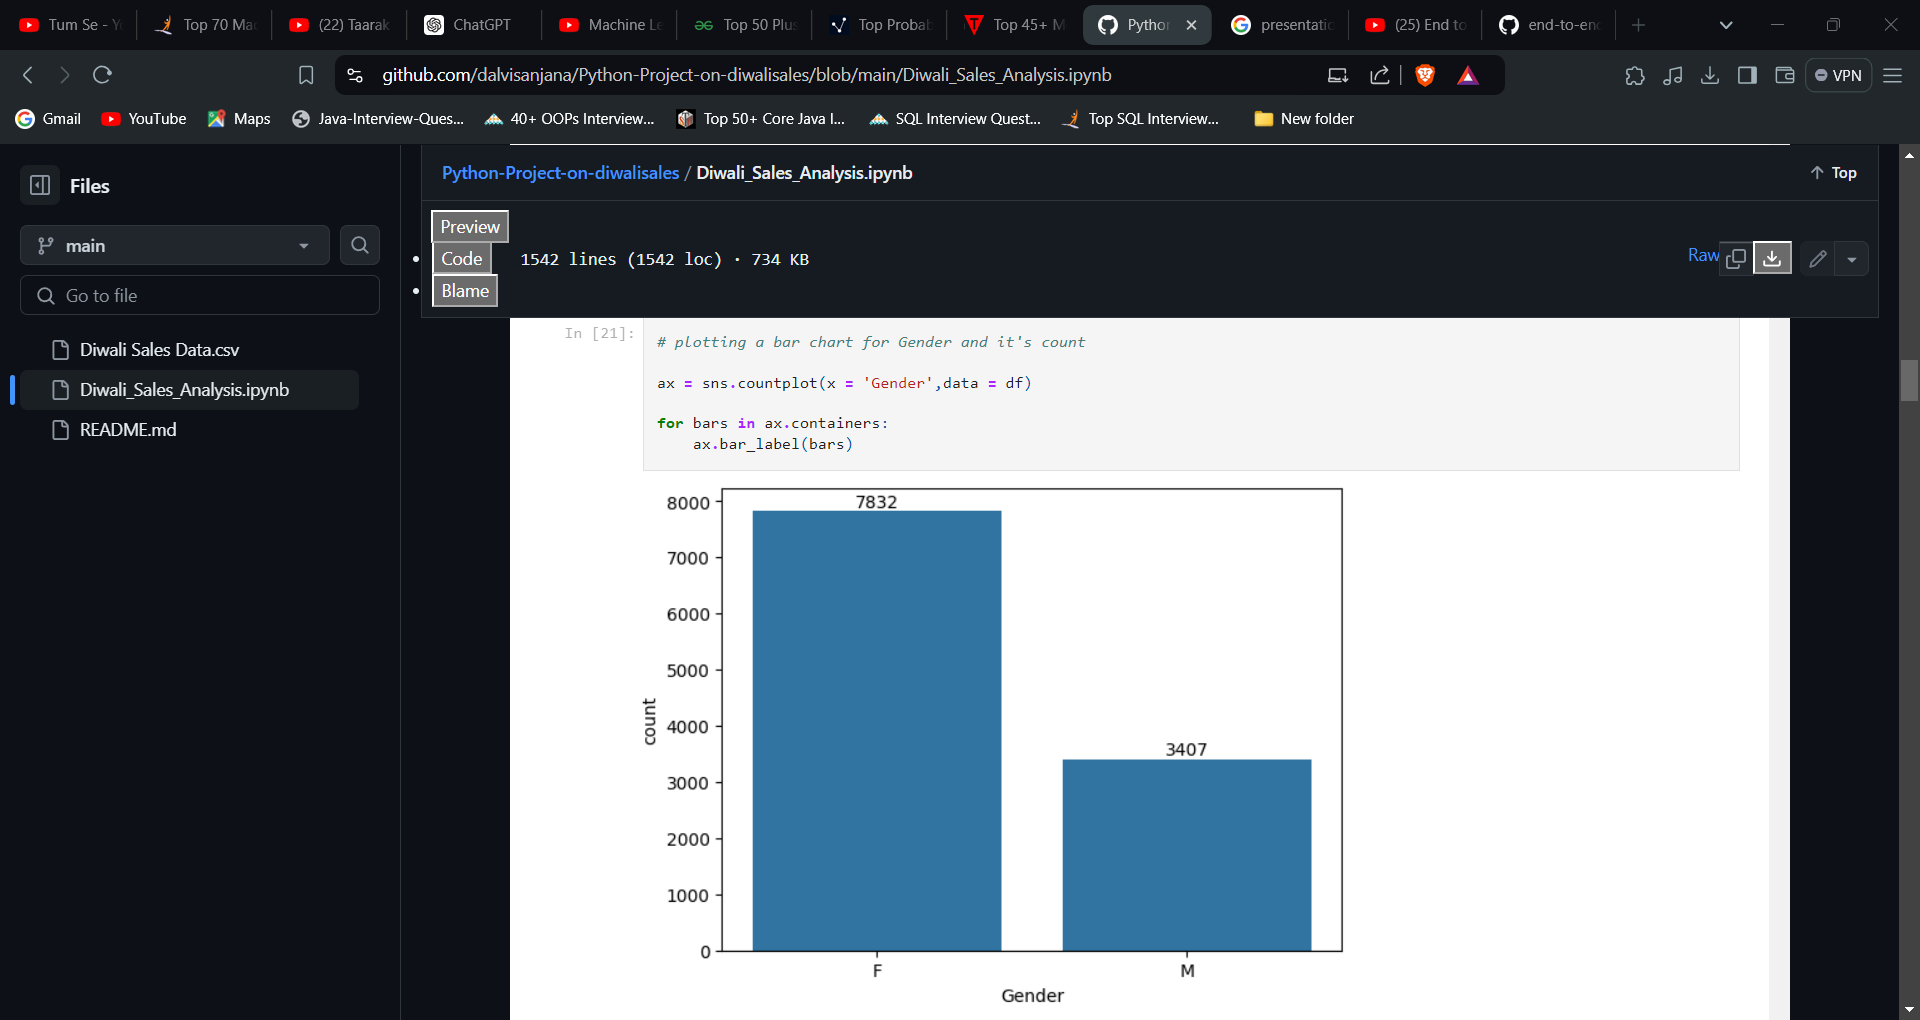 Tum Se - Y
Top 70 Mac
(22) Taarak
ChatGPT
Machine Le
Top 50 Plus
Top Probab
Top 45+ M
Pytho
presentatio
(25) End to
end-to-en
github.com/dalvisanjana/Python-Project-on-diwalisales/blob/main/Diwali_Sales_Analysis.ipynb
VPN
Gmail
YouTube
Maps
Java-Interview-Ques...
40+ OOPs Interview...
Top 50+ Core Java I...
SQL Interview Quest...
Top SQL Interview...
New folder
Files
main
Go to file
Diwali Sales Data.csv
Diwali_Sales_Analysis.ipynb
README.md
Python-Project-on-diwalisales / Diwali_Sales_Analysis.ipynb
Top
Preview
Code
Blame
1542 lines (1542 loc) · 734 KB
Raw
In [21]:
# plotting a bar chart for Gender and it's count
ax = sns.countplot(x = 'Gender',data = df)
for bars in ax.containers:
ax.bar_label(bars)
8000
7000
6000
5000
4000
3000
2000
1000
0
count
7832
3407
F
M
Gender